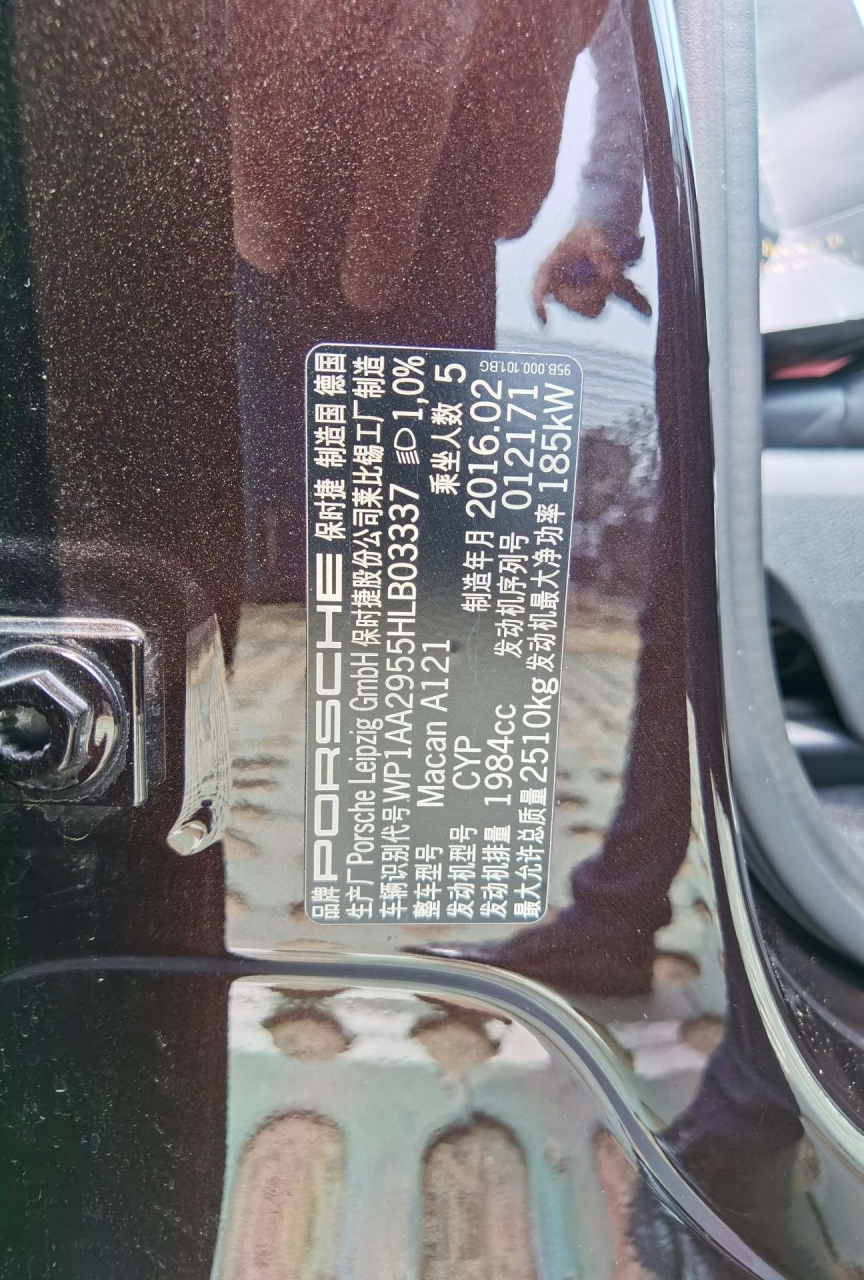 品牌 PORSCHE 保时捷 制造国 德国
生产厂 Porsche Leipzig GmbH 保时捷股份公司莱比锡工厂制造
车辆识别代号 WP1AA2955HLB03337 1,0%
整车型号 Macan A121 乘坐人数 5
发动机型号 CYP 制造年月 2016.02
发动机排量 1984cc 发动机序列号 012171
最大允许总质量 2510kg 发动机最大净功率 185kW
95B.000.101.BG